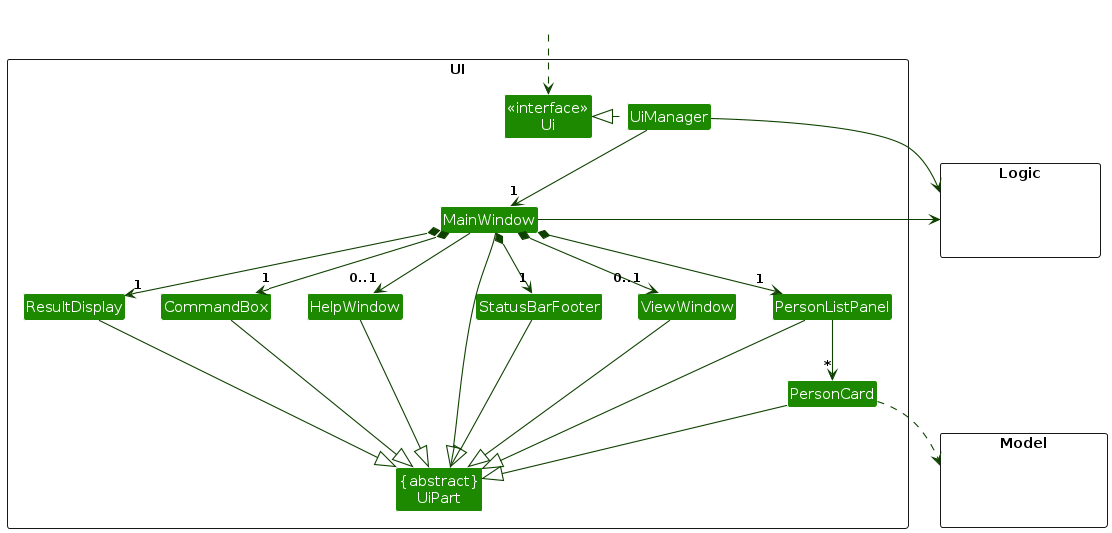 UI
«interface»
Ui
UiManager
Logic
1
MainWindow
1
1
0..1
1
0..1
1
ResultDisplay
CommandBox
HelpWindow
StatusBarFooter
ViewWindow
PersonListPanel
*
PersonCard
Model
{abstract}
UiPart